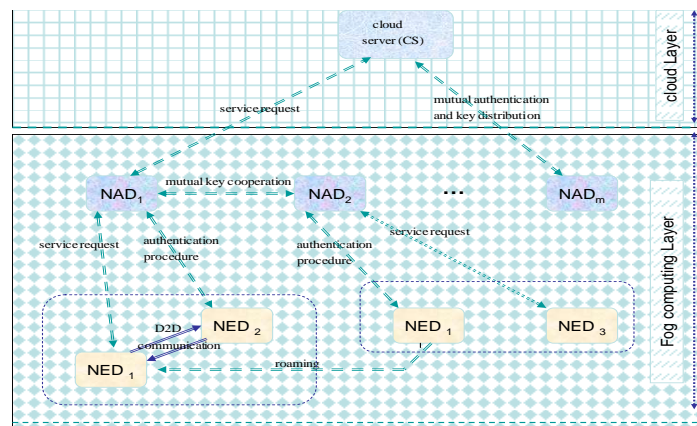 cloud
server (CS)
cloud Layer
service request
mutual authentication
and key distribution
NAD1
mutual key cooperation
NAD2
...
NADm
service request
authentication
procedure
authentication
procedure
service request
Fog computing Layer
D2D
communication
NED 2
NED 1
NED 3
NED 1
roaming